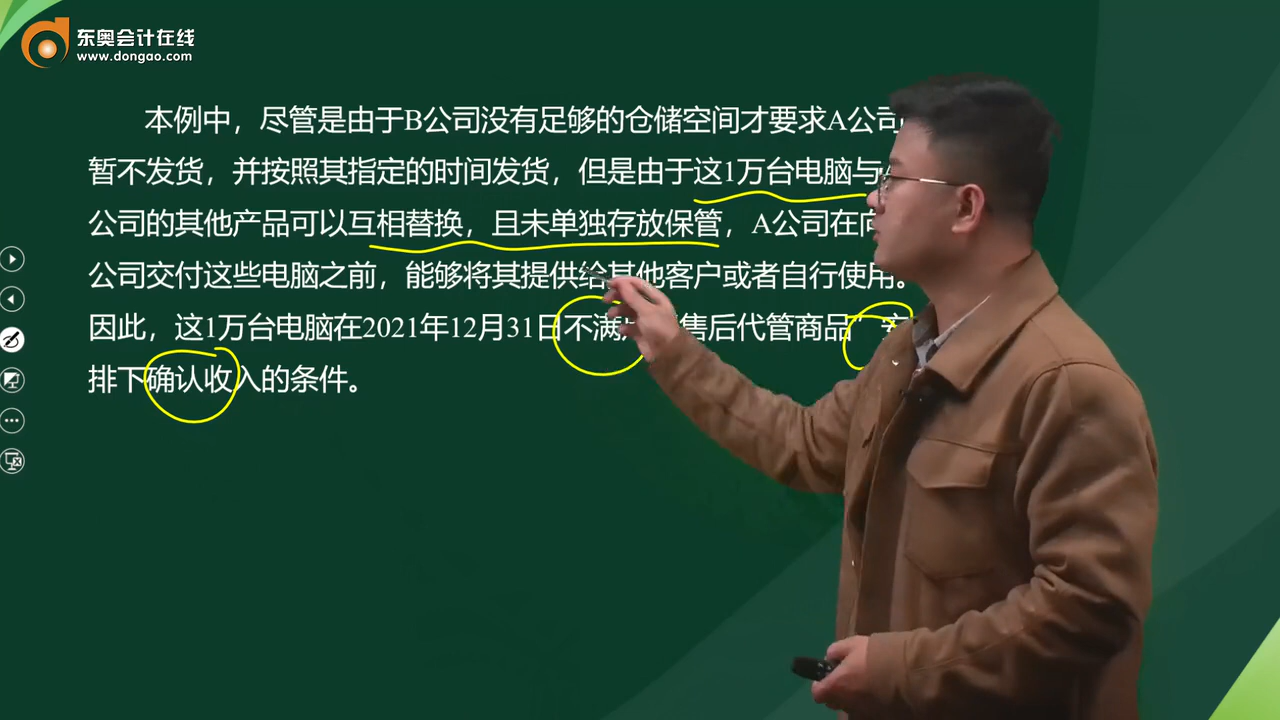 东奥会计在线
www.dongao.com
本例中，尽管是由于B公司没有足够的仓储空间才要求A公司
暂不发货，并按照其指定的时间发货，但是由于这1万台电脑与
公司的其他产品可以互相替换，且未单独存放保管，A公司在向
公司交付这些电脑之前，能够将其提供给其他客户或者自行使用。
因此，这1万台电脑在2021年12月31日不满 售后代管商品”安
排下确认收入的条件。